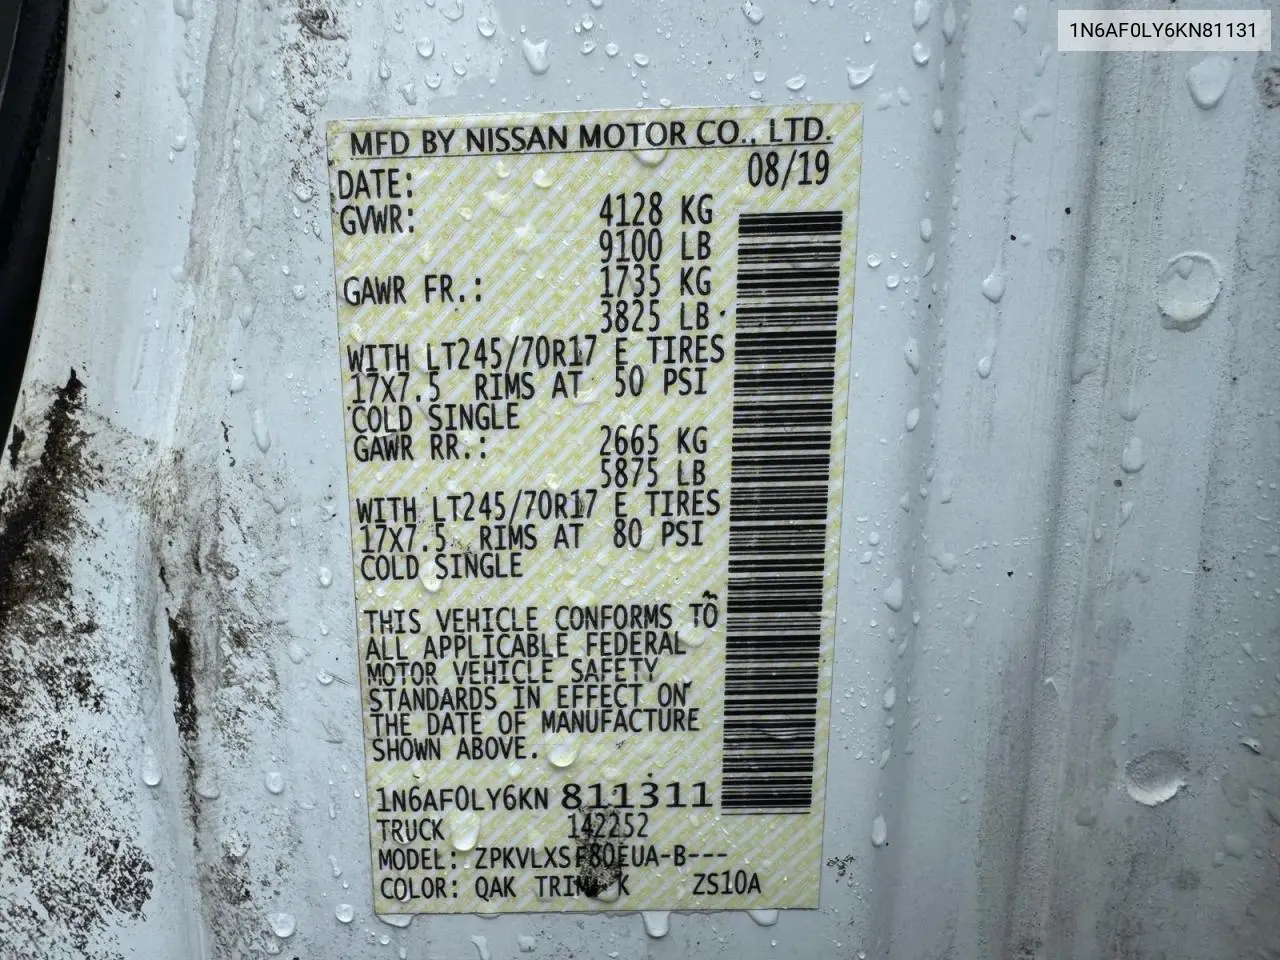 1N6AF0LY6KN81131
MFD BY NISSAN MOTOR CO., LTD.
DATE: 08/19
GVWR: 4128 KG
9100 LB
GAWR FR.: 1735 KG
3825 LB
WITH LT245/70R17 E TIRES
17X7.5 RIMS AT 50 PSI
COLD SINGLE
GAWR RR.: 2665 KG
5875 LB
WITH LT245/70R17 E TIRES
17X7.5 RIMS AT 80 PSI
COLD SINGLE
THIS VEHICLE CONFORMS TO
ALL APPLICABLE FEDERAL
MOTOR VEHICLE SAFETY
STANDARDS IN EFFECT ON
THE DATE OF MANUFACTURE
SHOWN ABOVE.
1N6AF0LY6KN 811311
TRUCK 142252
MODEL: ZPKVLXSF80EUA-B---
COLOR: QAK TRIM: K ZS10A